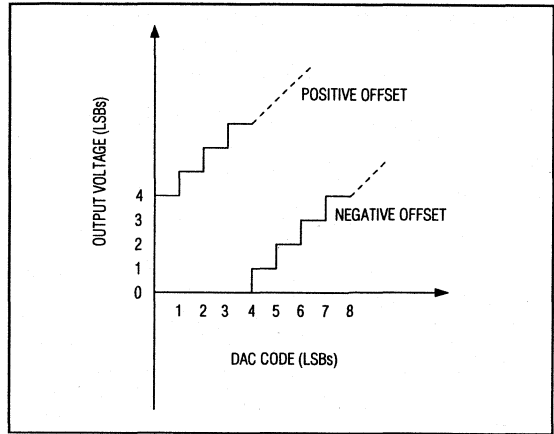 OUTPUT VOLTAGE (LSBs)
POSITIVE OFFSET
NEGATIVE OFFSET
4
3
2
1
0
1 2 3 4 5 6 7 8
DAC CODE (LSBs)